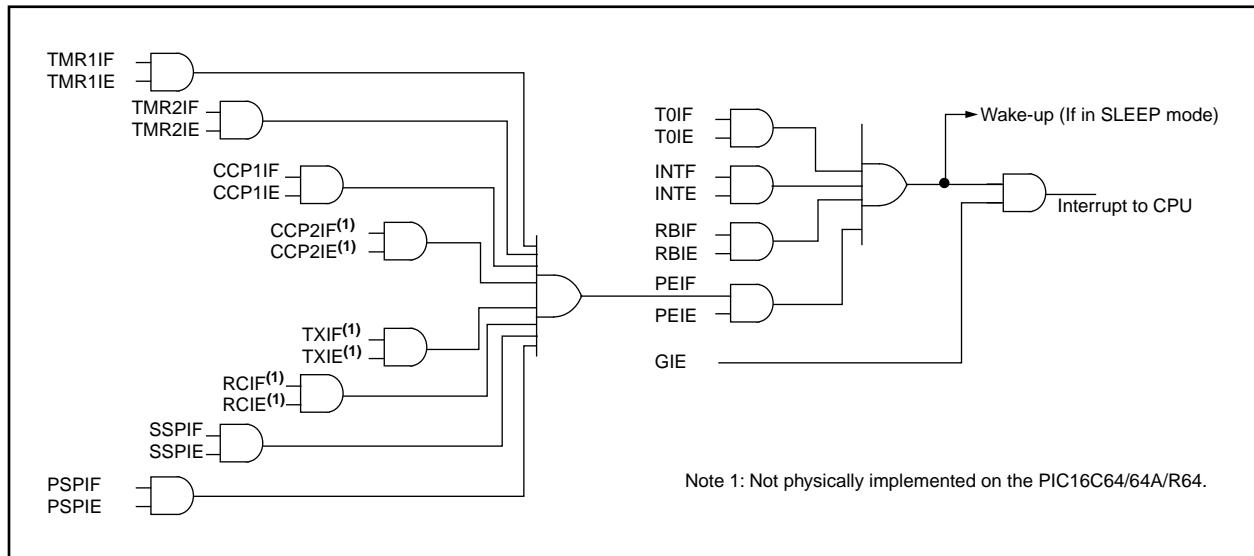 TMR1IF
TMR1IE
TMR2IF
TMR2IE
CCP1IF
CCP1IE
CCP2IF(1)
CCP2IE(1)
TXIF(1)
TXIE(1)
RCIF(1)
RCIE(1)
SSPIF
SSPIE
PSPIF
PSPIE
T0IF
T0IE
INTF
INTE
RBIF
RBIE
PEIF
PEIE
GIE
Wake-up (If in SLEEP mode)
Interrupt to CPU
Note 1: Not physically implemented on the PIC16C64/64A/R64.